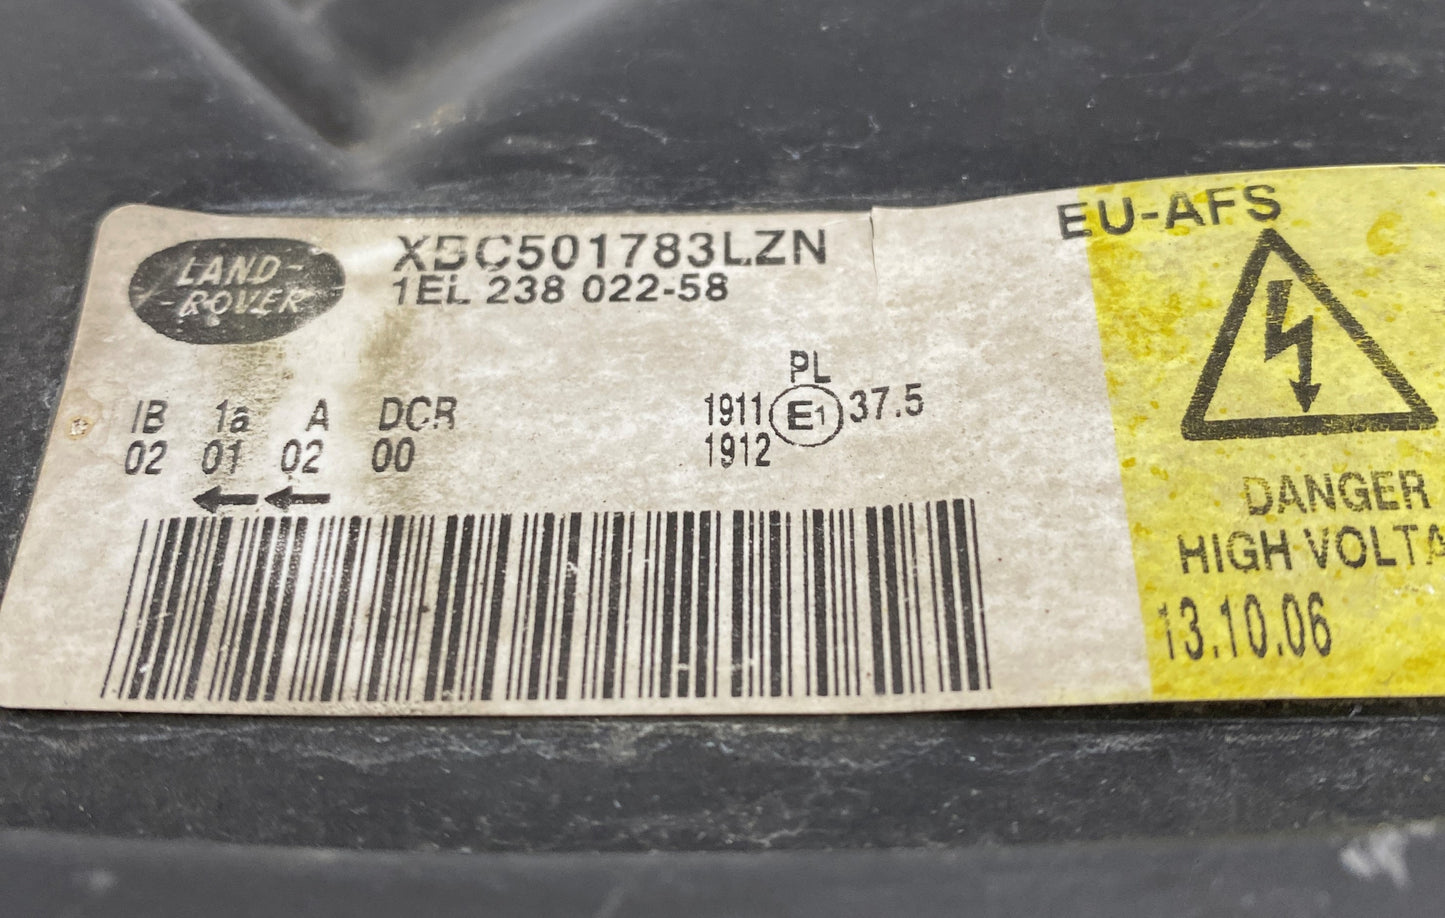 LAND-
-ROVER
XBC501783LZN
1EL 238 022-58
EU-AFS
IB 1a A DCR
02 01 02 00
←←
PL
1911 E1 37.5
1912
DANGER
HIGH VOLTA
13.10.06